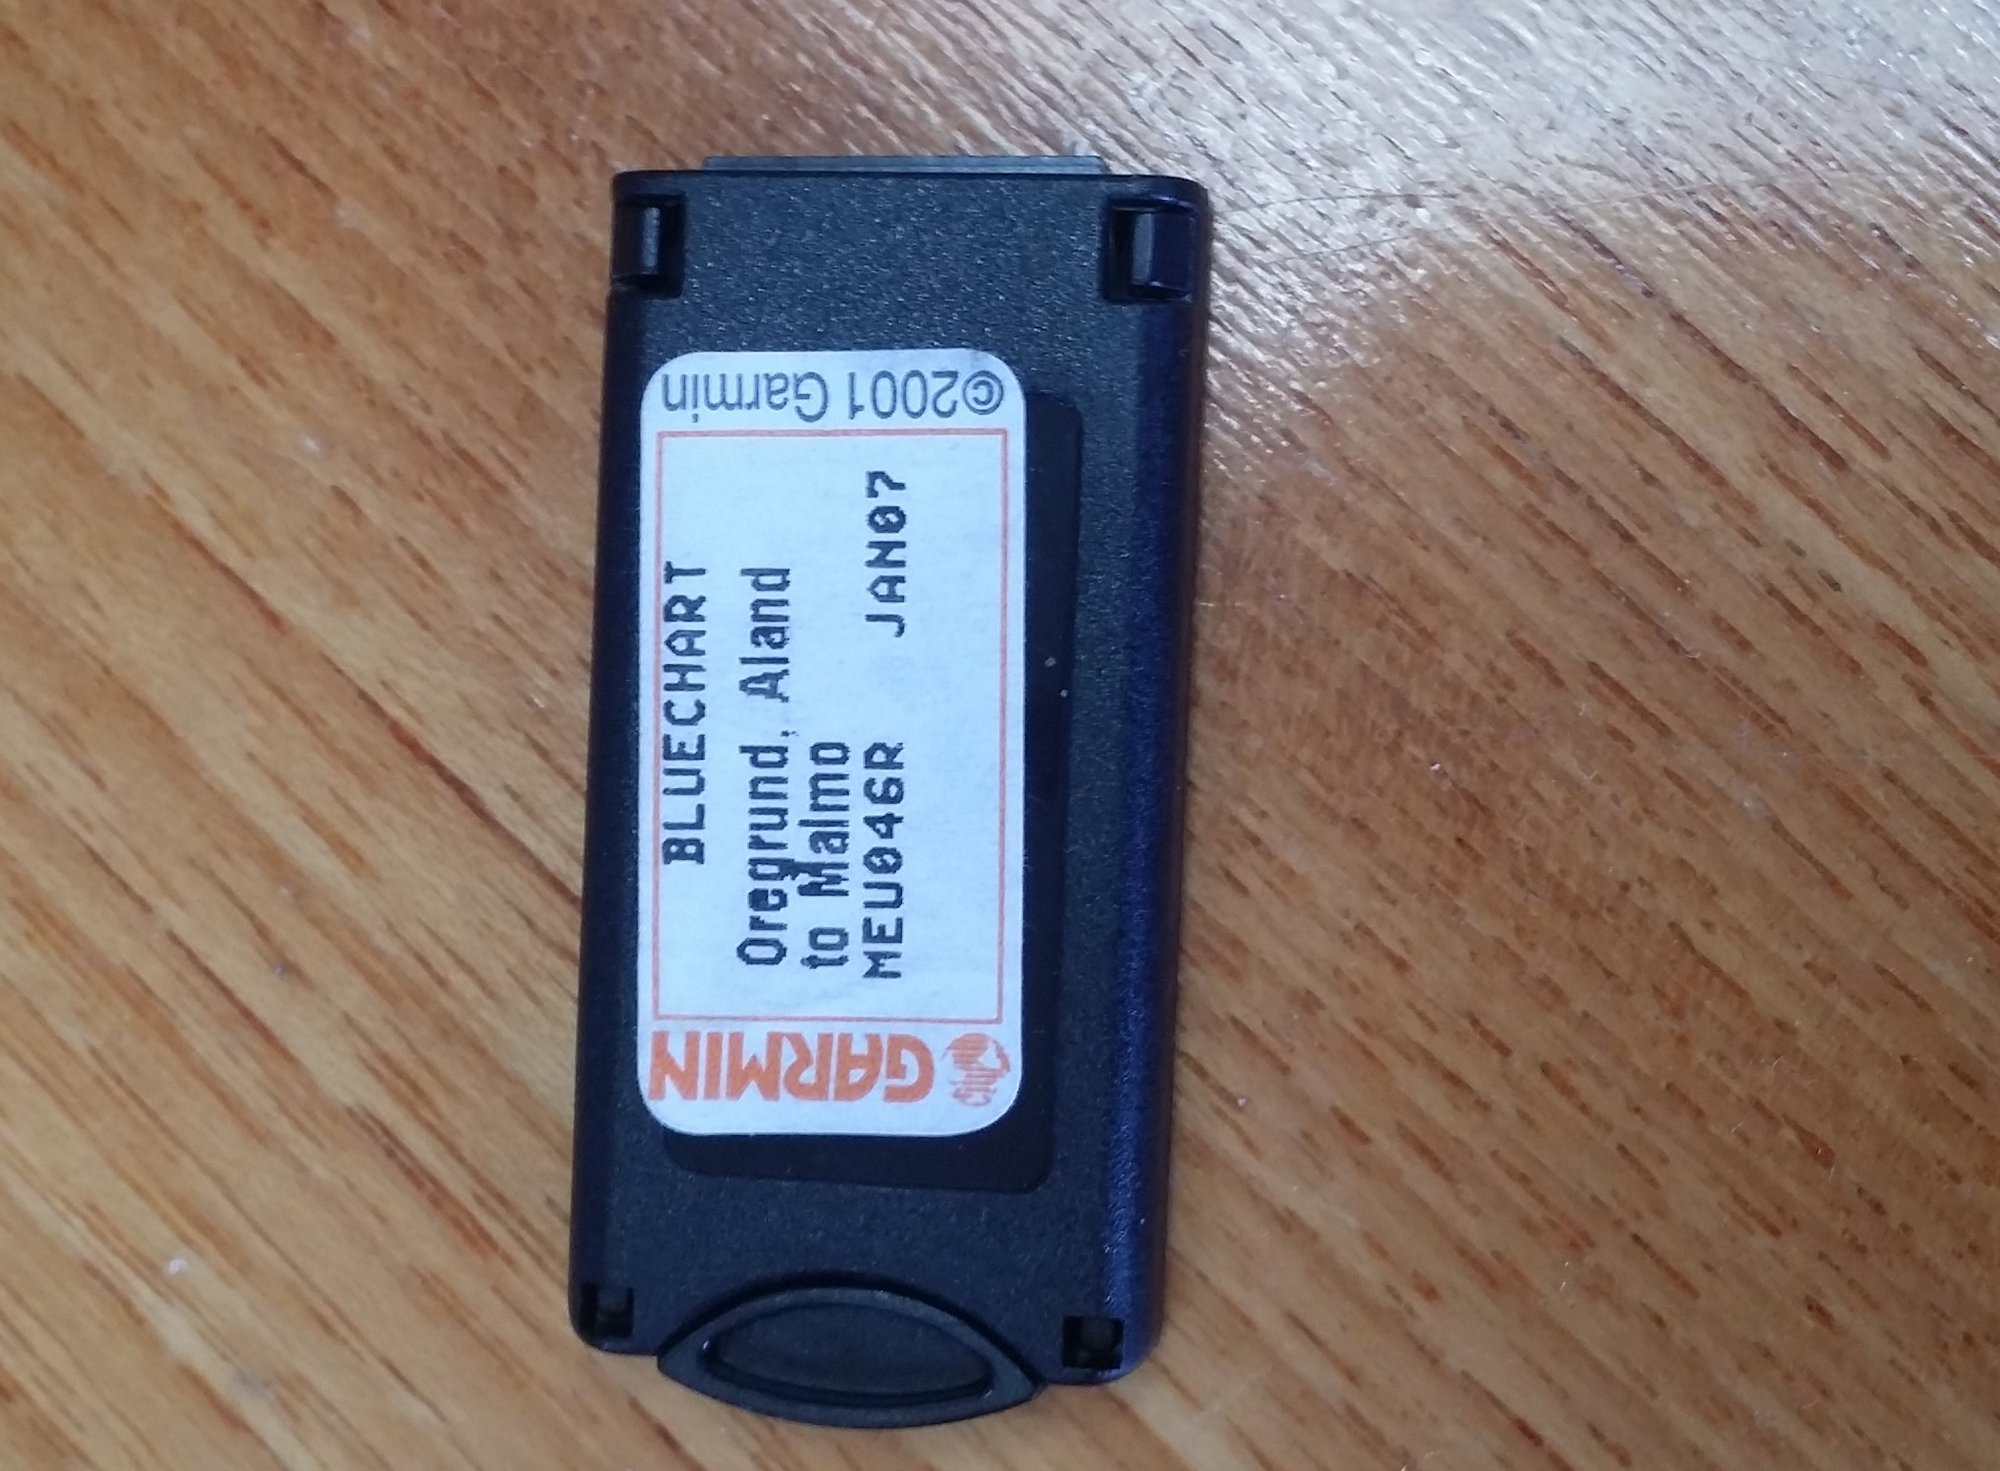 ©2001 Garmin
BLUECHART
Oregrund, Aland
to Malmo
MEU046R JAN07
GARMIN